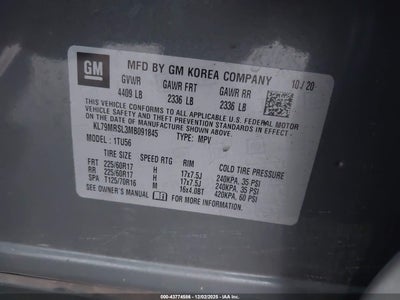 GM
MFD BY GM KOREA COMPANY 10/20
GVWR GAWR FRT GAWR RR
4409 LB 2336 LB 2336 LB
THIS VEHICLE CONFORMS TO ALL APPLICABLE U.S. FEDERAL MOTOR
VEHICLE SAFETY, BUMPER, AND THEFT PREVENTION STANDARDS IN
EFFECT ON THE DATE OF MANUFACTURE SHOWN ABOVE.
KL79MRSL3MB091845 TYPE: MPV
MODEL: 1TU56
TIRE SIZE SPEED RTG RIM COLD TIRE PRESSURE
FRT 225/60R17 H 17x7.5J 240KPA, 35 PSI
RR 225/60R17 H 17x7.5J 240KPA, 35 PSI
SPA T125/70R16 M 16x4.0BT 420KPA, 60 PSI
SEE OWNER'S MANUAL FOR ADDITIONAL INFORMATION.
000-43774586 - 12/02/2025 - IAAI.COM